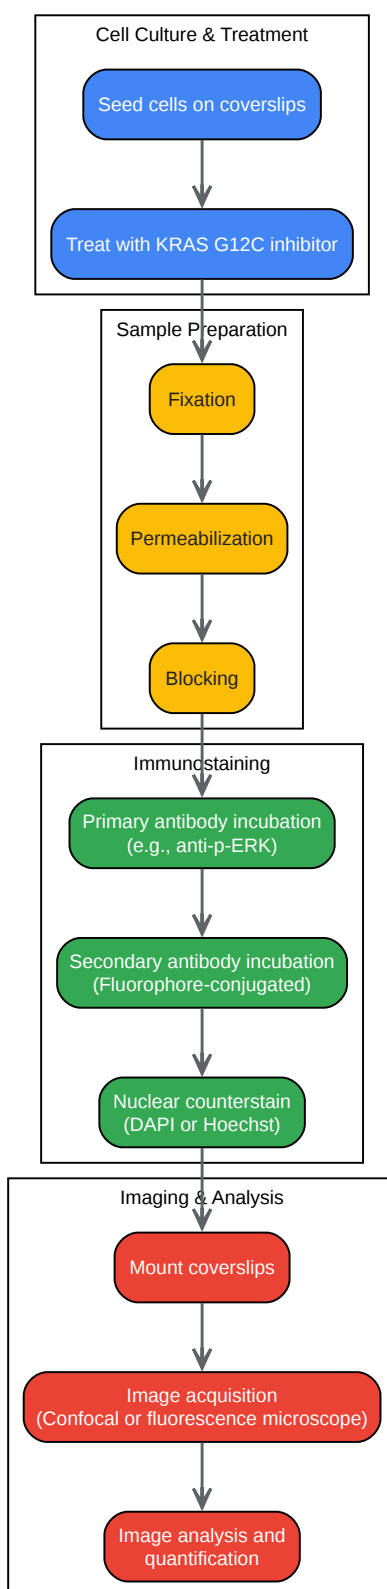 Cell Culture & Treatment
Seed cells on coverslips
Treat with KRAS G12C inhibitor
Sample Preparation
Fixation
Permeabilization
Blocking
Immunostaining
Primary antibody incubation
(e.g., anti-p-ERK)
Secondary antibody incubation
(Fluorophore-conjugated)
Nuclear counterstain
(DAPI or Hoechst)
Imaging & Analysis
Mount coverslips
Image acquisition
(Confocal or fluorescence microscope)
Image analysis and
quantification